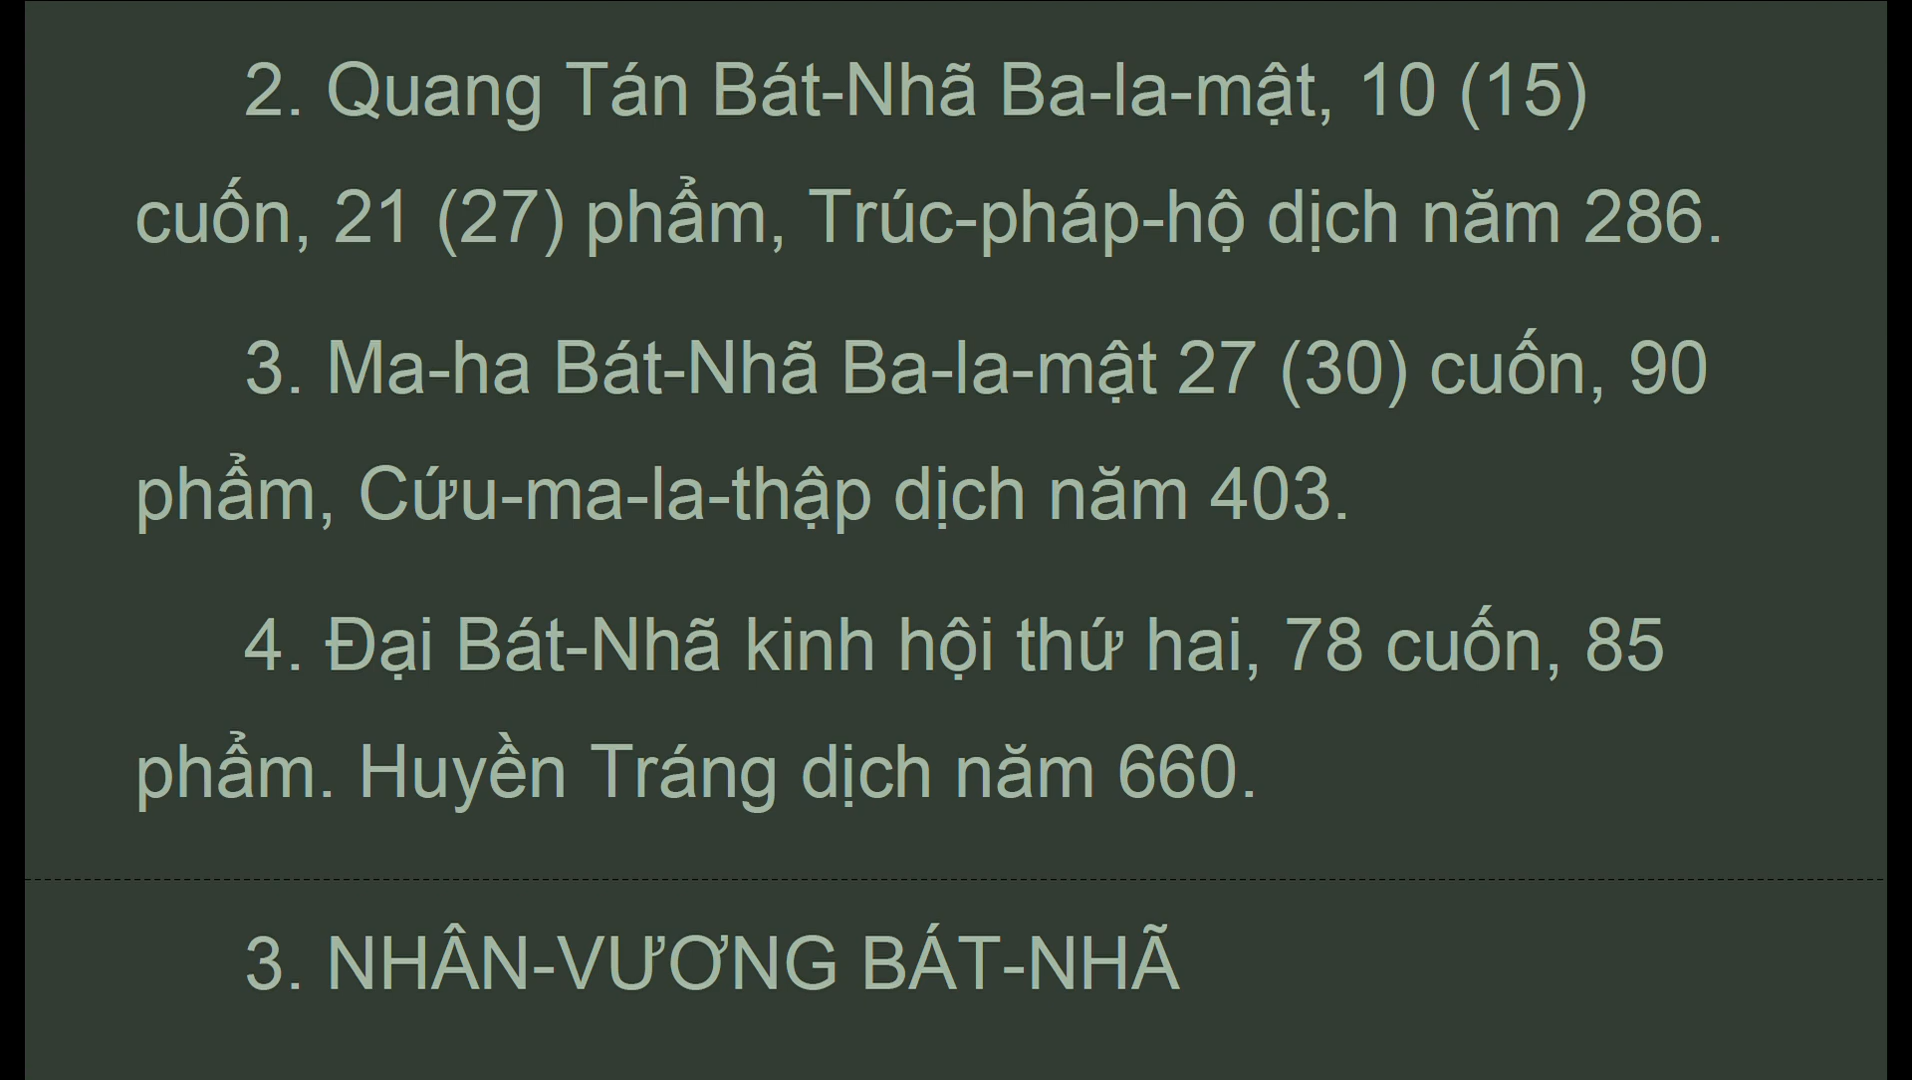 2. Quang Tán Bát-Nhã Ba-la-mật, 10 (15)
cuốn, 21 (27) phẩm, Trúc-pháp-hộ dịch năm 286.
3. Ma-ha Bát-Nhã Ba-la-mật 27 (30) cuốn, 90
phẩm, Cứu-ma-la-thập dịch năm 403.
4. Đại Bát-Nhã kinh hội thứ hai, 78 cuốn, 85
phẩm. Huyền Tráng dịch năm 660.
3. NHÂN-VƯƠNG BÁT-NHÃ